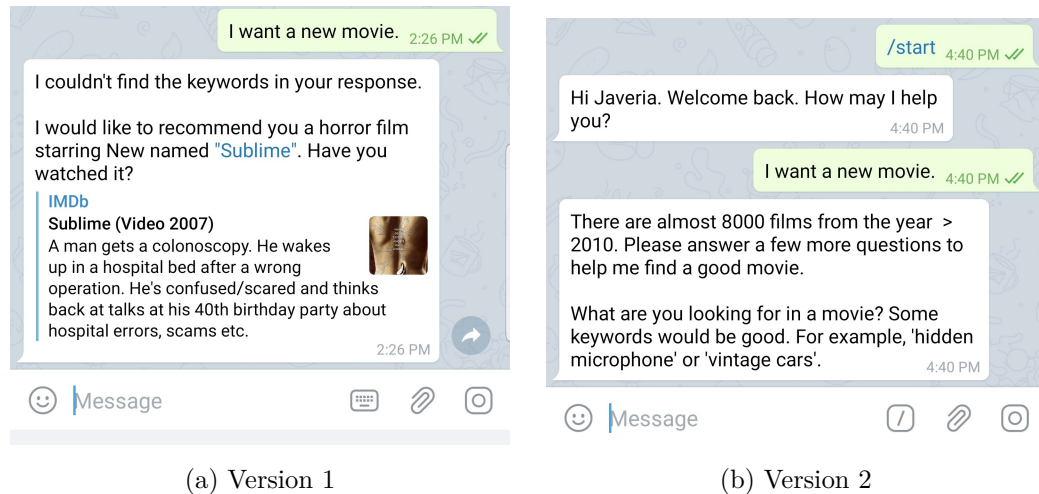 I want a new movie. 2:26 PM
I couldn't find the keywords in your response.
I would like to recommend you a horror film
starring New named "Sublime". Have you
watched it?
IMDb
Sublime (Video 2007)
A man gets a colonoscopy. He wakes
up in a hospital bed after a wrong
operation. He's confused/scared and thinks
back at talks at his 40th birthday party about
hospital errors, scams etc.
2:26 PM
Message
(a) Version 1
/start 4:40 PM
Hi Javeria. Welcome back. How may I help
you?
4:40 PM
I want a new movie. 4:40 PM
There are almost 8000 films from the year >
2010. Please answer a few more questions to
help me find a good movie.
What are you looking for in a movie? Some
keywords would be good. For example, 'hidden
microphone' or 'vintage cars'.
4:40 PM
Message
(b) Version 2